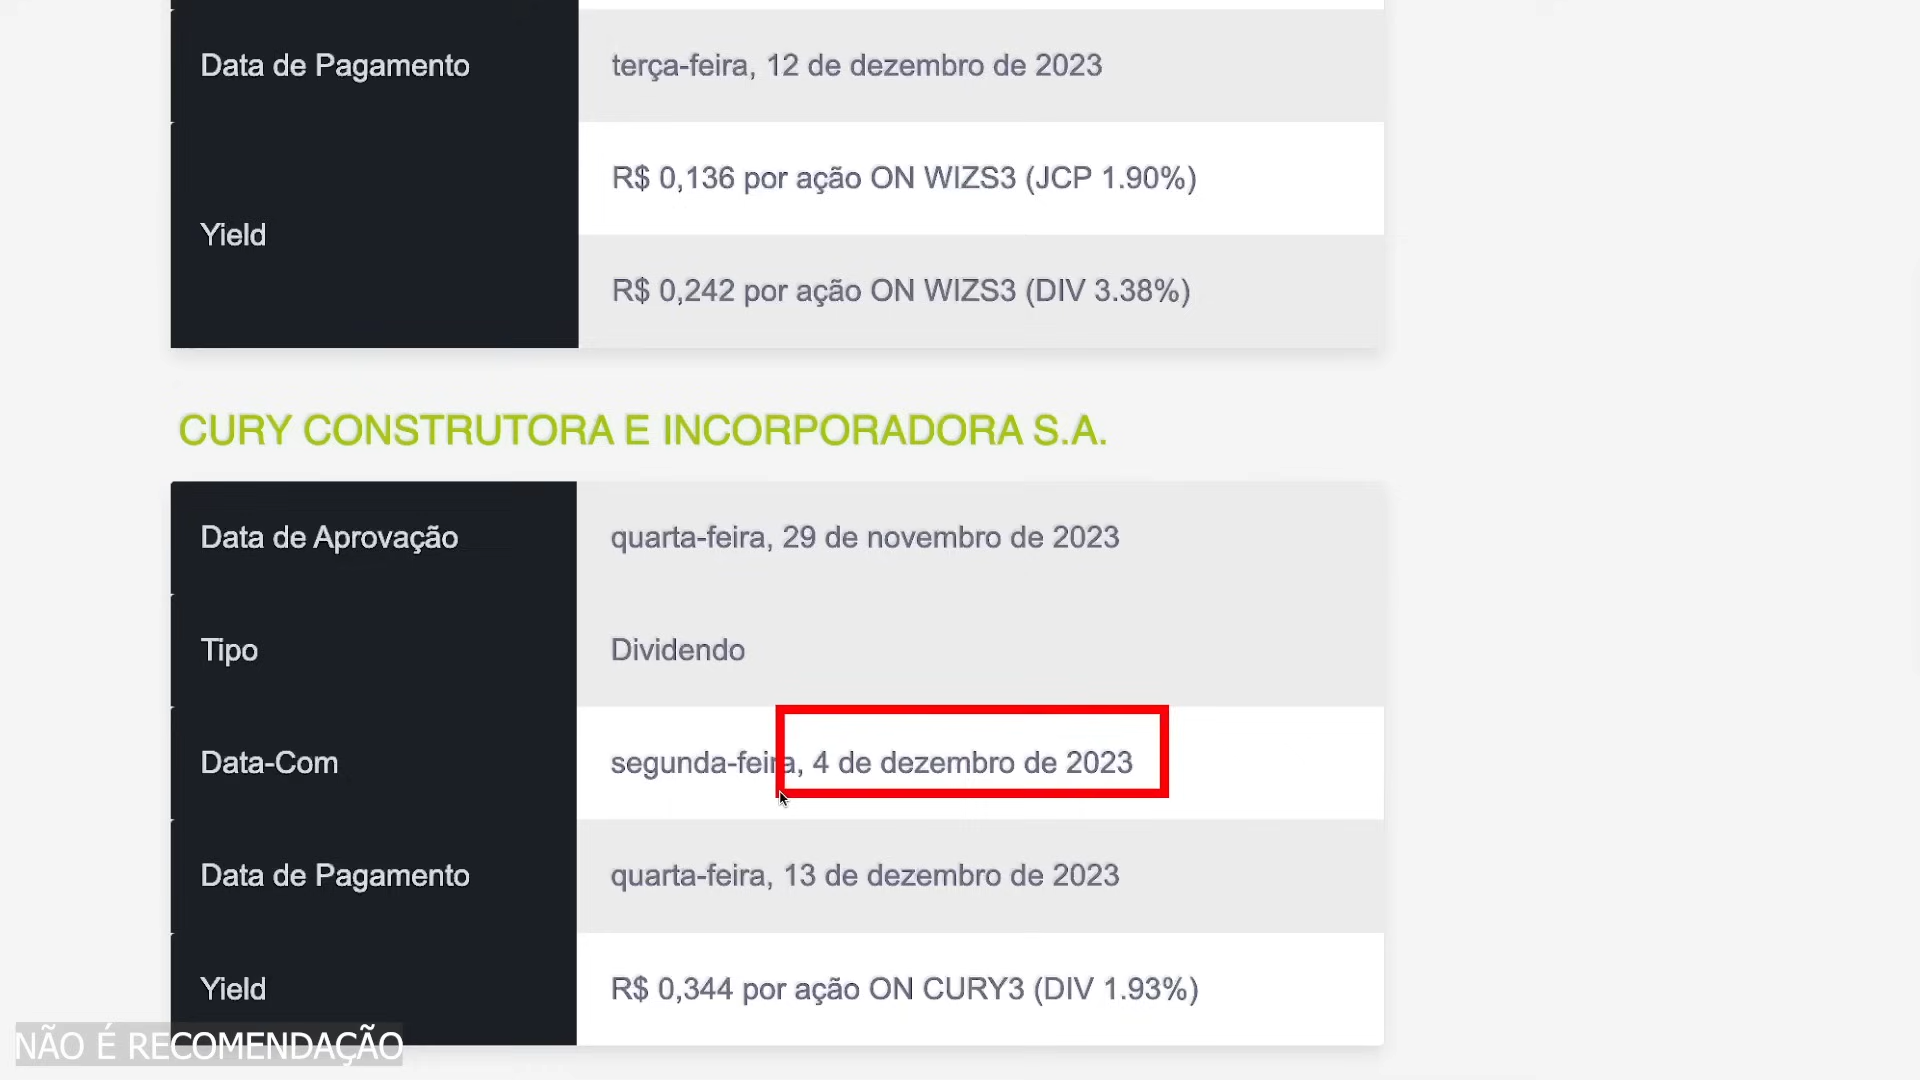 Data de Pagamento
terça-feira, 12 de dezembro de 2023
Yield
R$ 0,136 por ação ON WIZS3 (JCP 1.90%)
R$ 0,242 por ação ON WIZS3 (DIV 3.38%)
CURY CONSTRUTORA E INCORPORADORA S.A.
Data de Aprovação
quarta-feira, 29 de novembro de 2023
Tipo
Dividendo
Data-Com
segunda-feira, 4 de dezembro de 2023
Data de Pagamento
quarta-feira, 13 de dezembro de 2023
Yield
R$ 0,344 por ação ON CURY3 (DIV 1.93%)
NÃO É RECOMENDAÇÃO